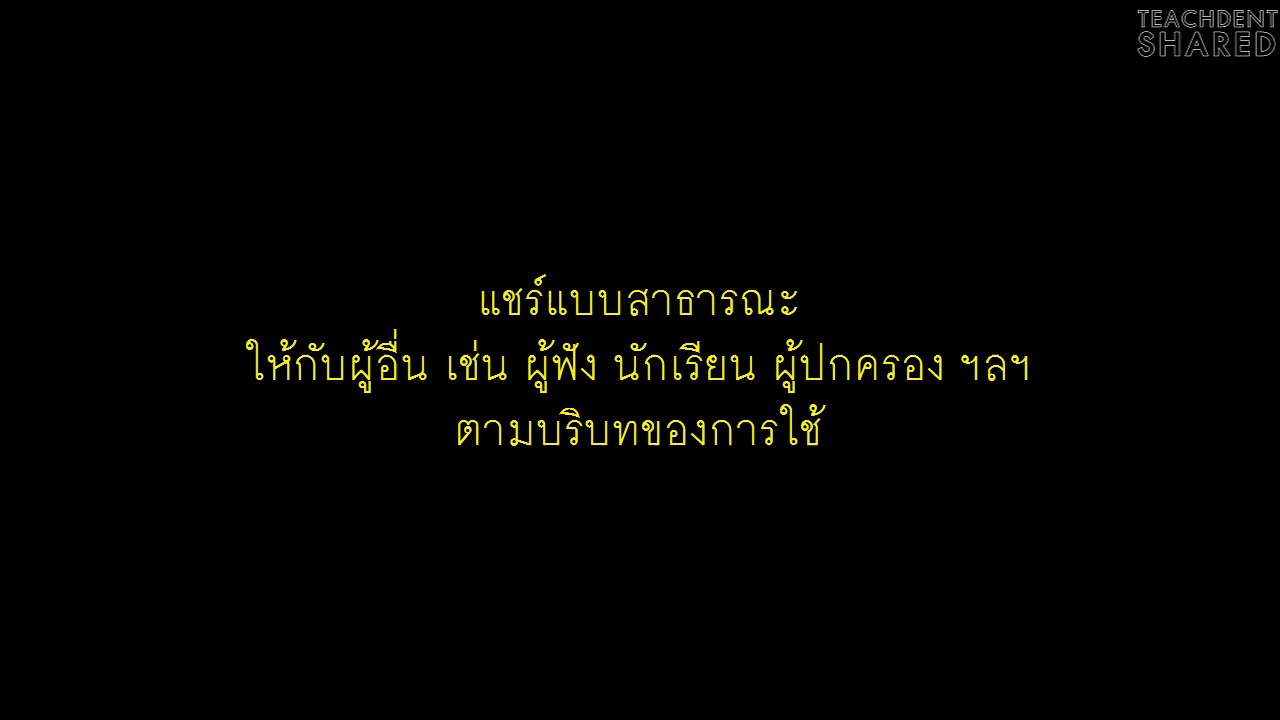 TEACHDENT
SHARED
แชร์แบบสาธารณะ
ให้กับผู้อื่น เช่น ผู้ฟัง นักเรียน ผู้ปกครอง ฯลฯ
ตามบริบทของการใช้